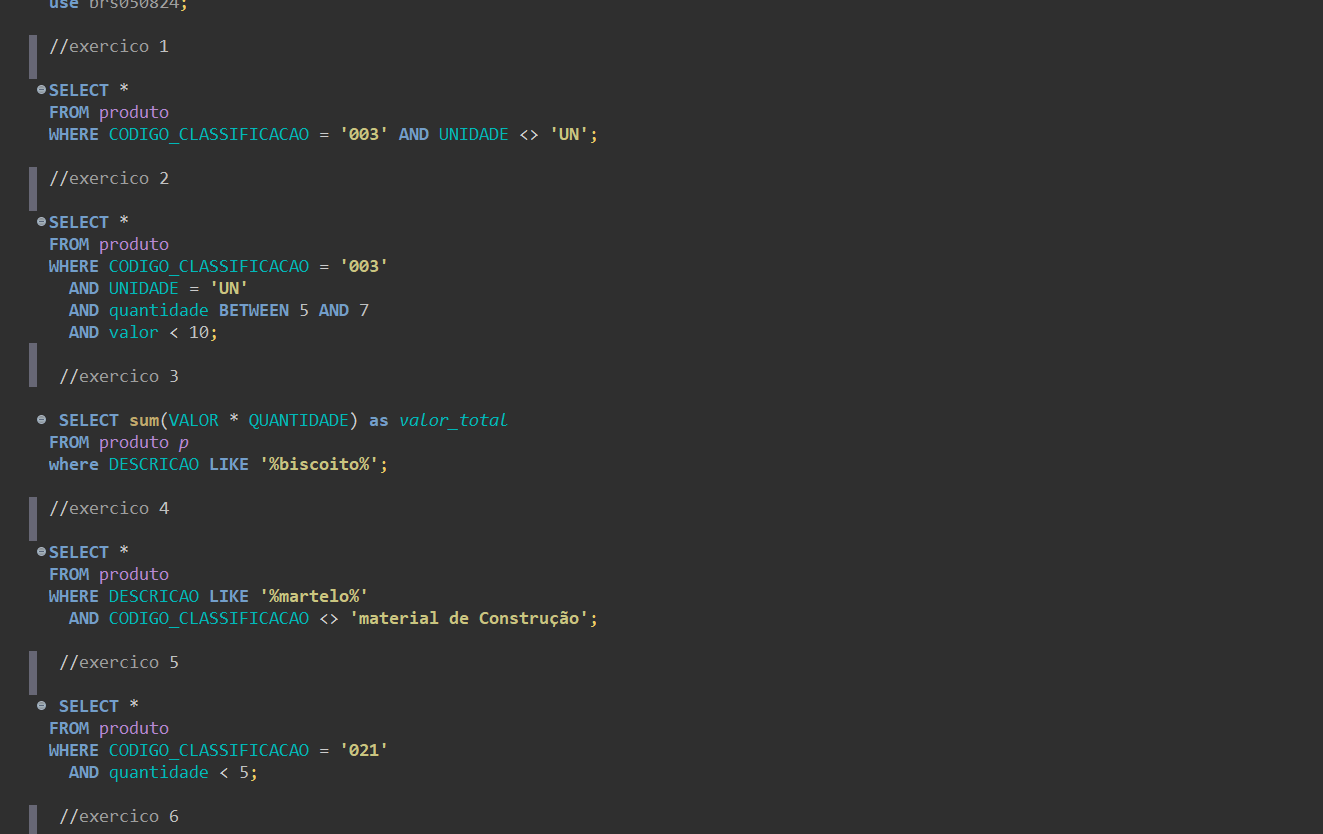 use brs050824;
//exercico 1
SELECT *
FROM produto
WHERE CODIGO_CLASSIFICACAO = '003' AND UNIDADE <> 'UN';
//exercico 2
SELECT *
FROM produto
WHERE CODIGO_CLASSIFICACAO = '003'
AND UNIDADE = 'UN'
AND quantidade BETWEEN 5 AND 7
AND valor < 10;
//exercico 3
SELECT sum(VALOR * QUANTIDADE) as valor_total
FROM produto p
where DESCRICAO LIKE '%biscoito%';
//exercico 4
SELECT *
FROM produto
WHERE DESCRICAO LIKE '%martelo%'
AND CODIGO_CLASSIFICACAO <> 'material de Construção';
//exercico 5
SELECT *
FROM produto
WHERE CODIGO_CLASSIFICACAO = '021'
AND quantidade < 5;
//exercico 6